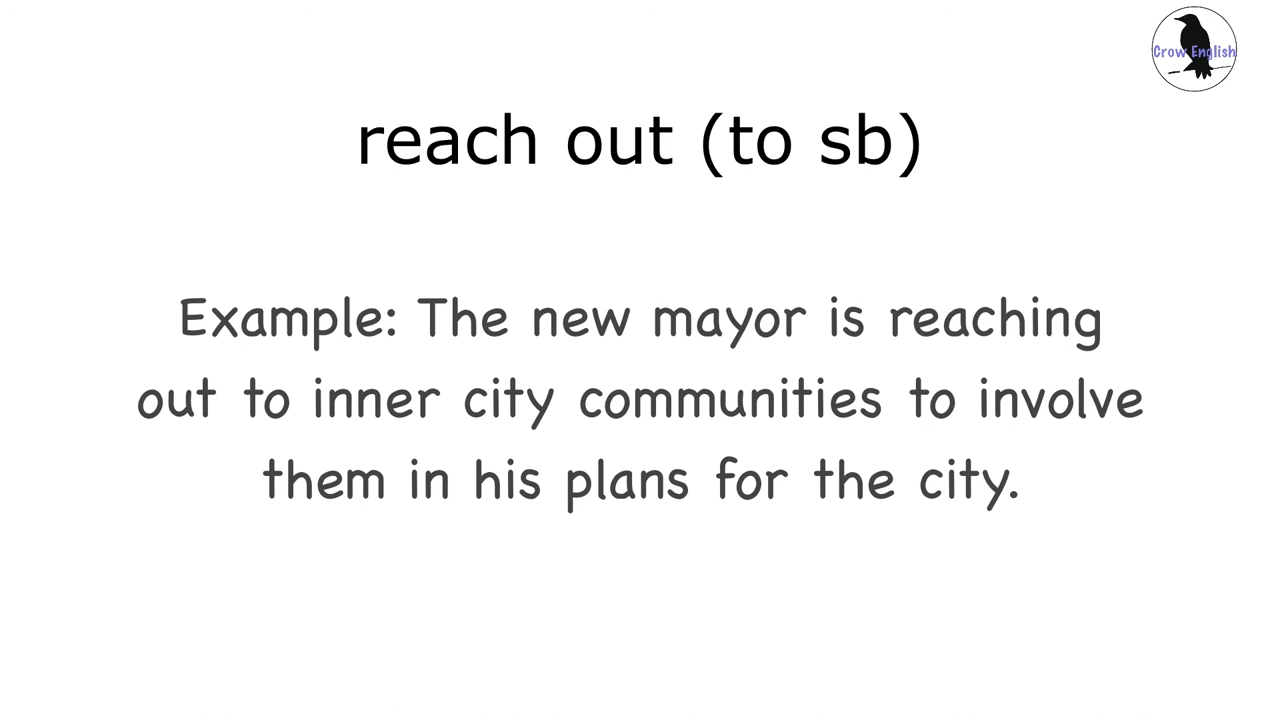 Crow English
reach out (to sb)
Example: The new mayor is reaching
out to inner city communities to involve
them in his plans for the city.